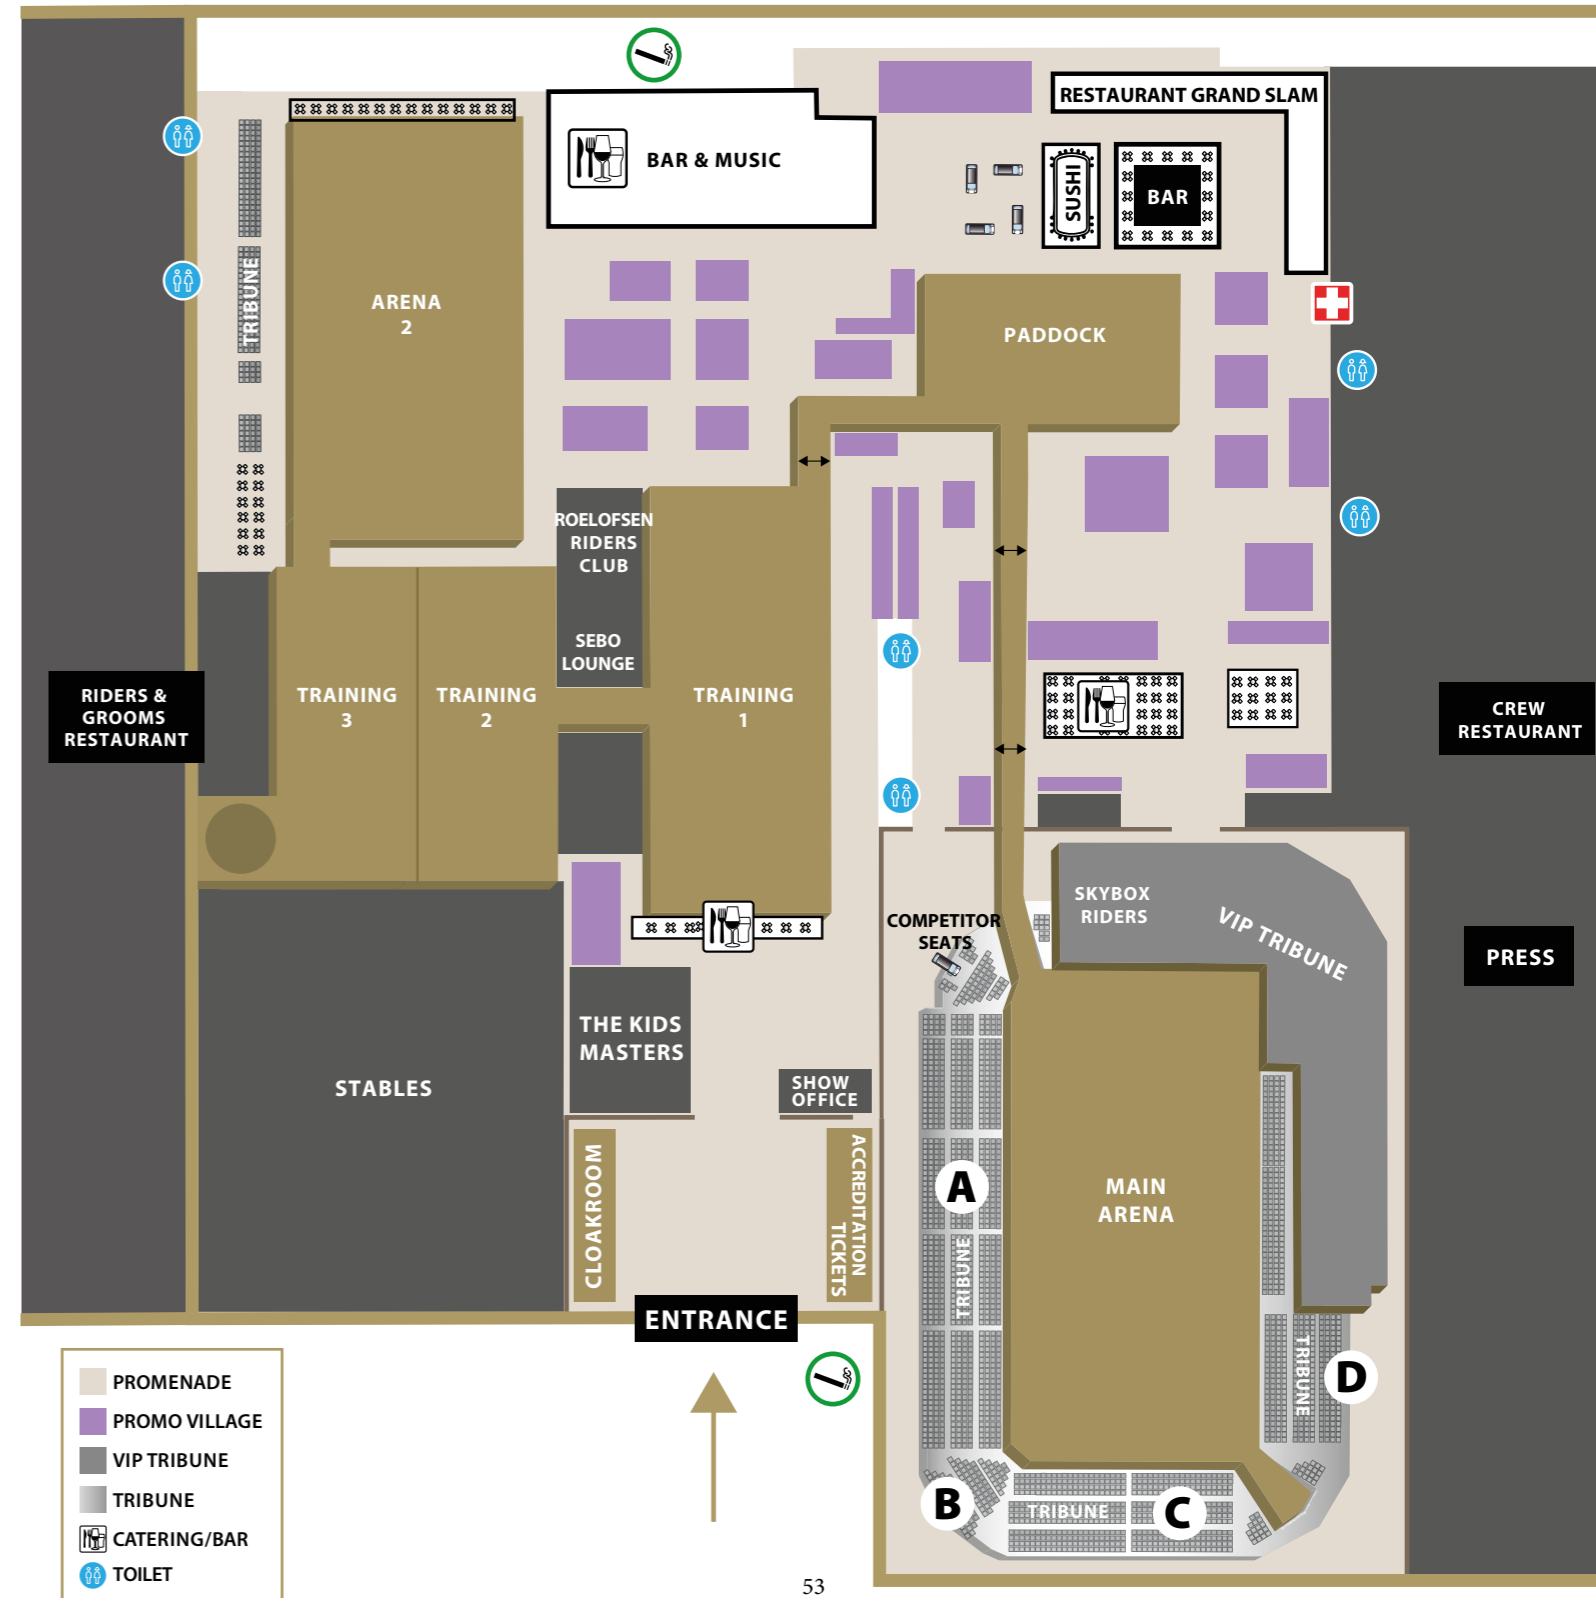 RESTAURANT GRAND SLAM
BAR & MUSIC
SUSHI
BAR
TRIBUNE
ARENA
2
PADDOCK
ROELOFSEN
RIDERS
CLUB
SEBO
LOUNGE
RIDERS &
GROOMS
RESTAURANT
TRAINING
3
TRAINING
2
TRAINING
1
CREW
RESTAURANT
SKYBOX
RIDERS
VIP TRIBUNE
COMPETITOR
SEATS
PRESS
THE KIDS
MASTERS
STABLES
SHOW
OFFICE
CLOAKROOM
ACCREDITATION
TICKETS
A
TRIBUNE
MAIN
ARENA
ENTRANCE
TRIBUNE
D
B
TRIBUNE
C
PROMENADE
PROMO VILLAGE
VIP TRIBUNE
TRIBUNE
CATERING/BAR
TOILET
53